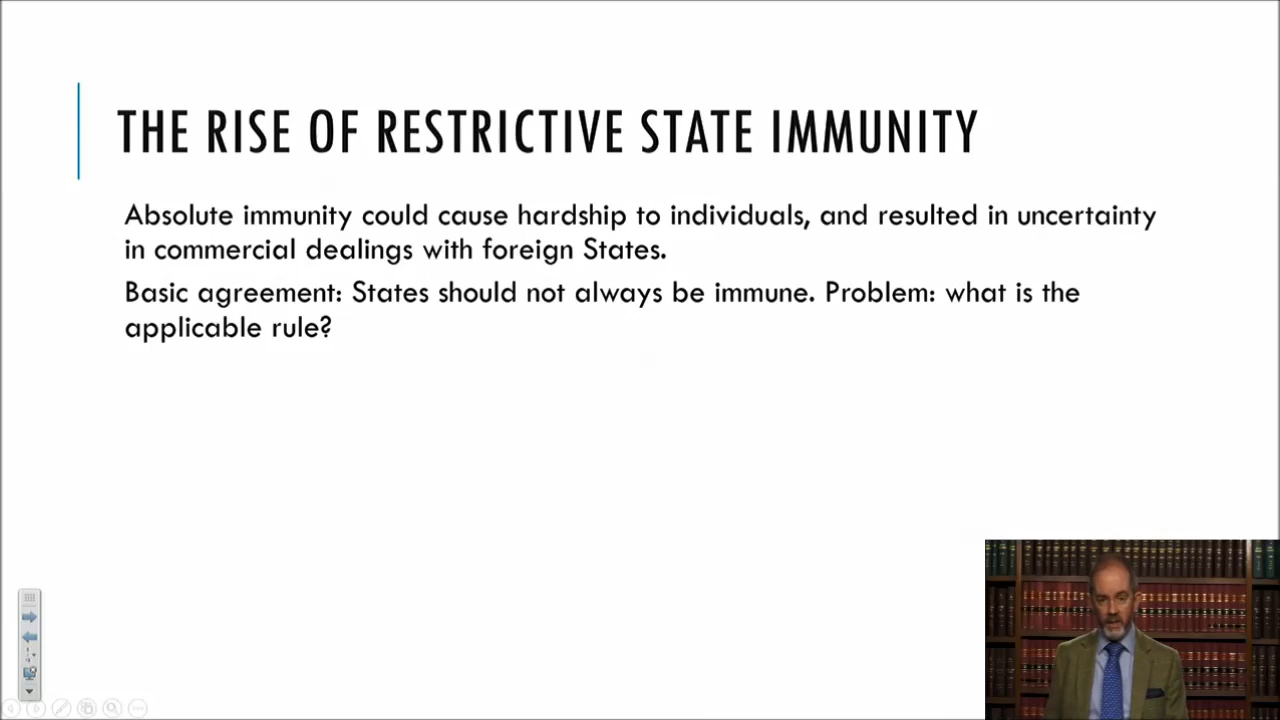 THE RISE OF RESTRICTIVE STATE IMMUNITY
Absolute immunity could cause hardship to individuals, and resulted in uncertainty
in commercial dealings with foreign States.
Basic agreement: States should not always be immune. Problem: what is the
applicable rule?